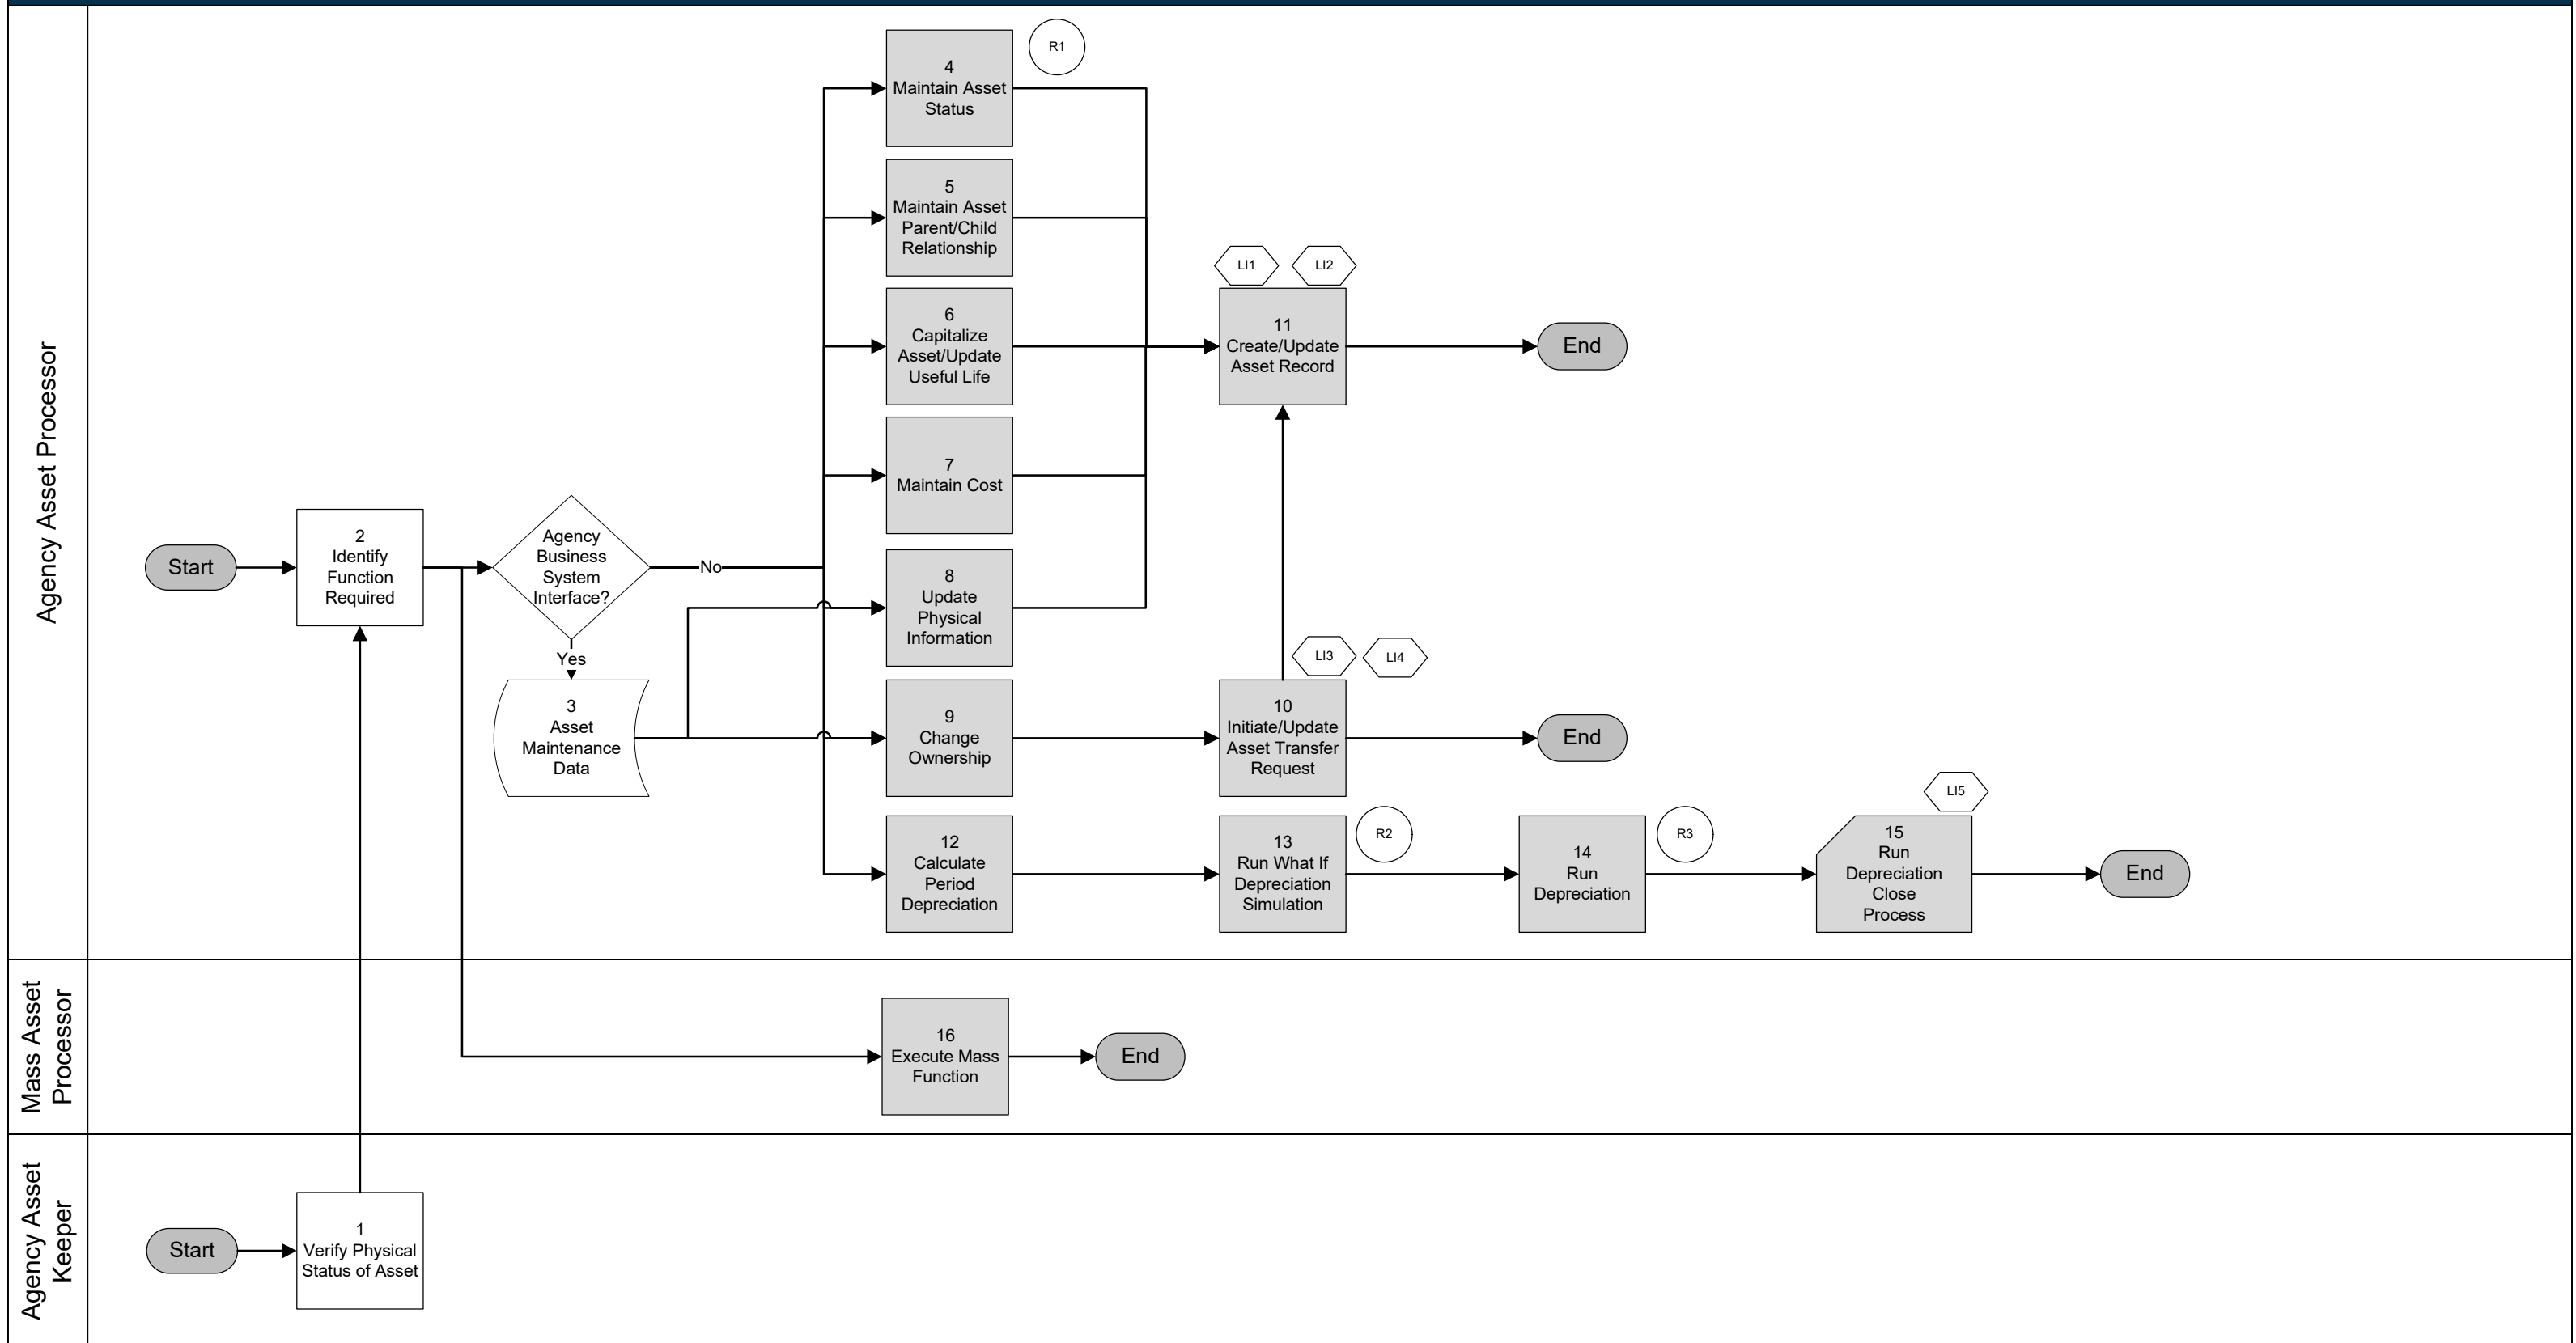 Agency Asset Processor
Start
2
Identify
Function
Required
Agency
Business
System
Interface?
No
Yes
3
Asset
Maintenance
Data
4
Maintain Asset
Status
R1
5
Maintain Asset
Parent/Child
Relationship
6
Capitalize
Asset/Update
Useful Life
7
Maintain Cost
8
Update
Physical
Information
9
Change
Ownership
LI1
LI2
11
Create/Update
Asset Record
End
LI3
LI4
10
Initiate/Update
Asset Transfer
Request
End
12
Calculate
Period
Depreciation
13
Run What If
Depreciation
Simulation
R2
14
Run
Depreciation
R3
LI5
15
Run
Depreciation
Close
Process
End
Mass Asset
Processor
16
Execute Mass
Function
End
Agency Asset
Keeper
Start
1
Verify Physical
Status of Asset